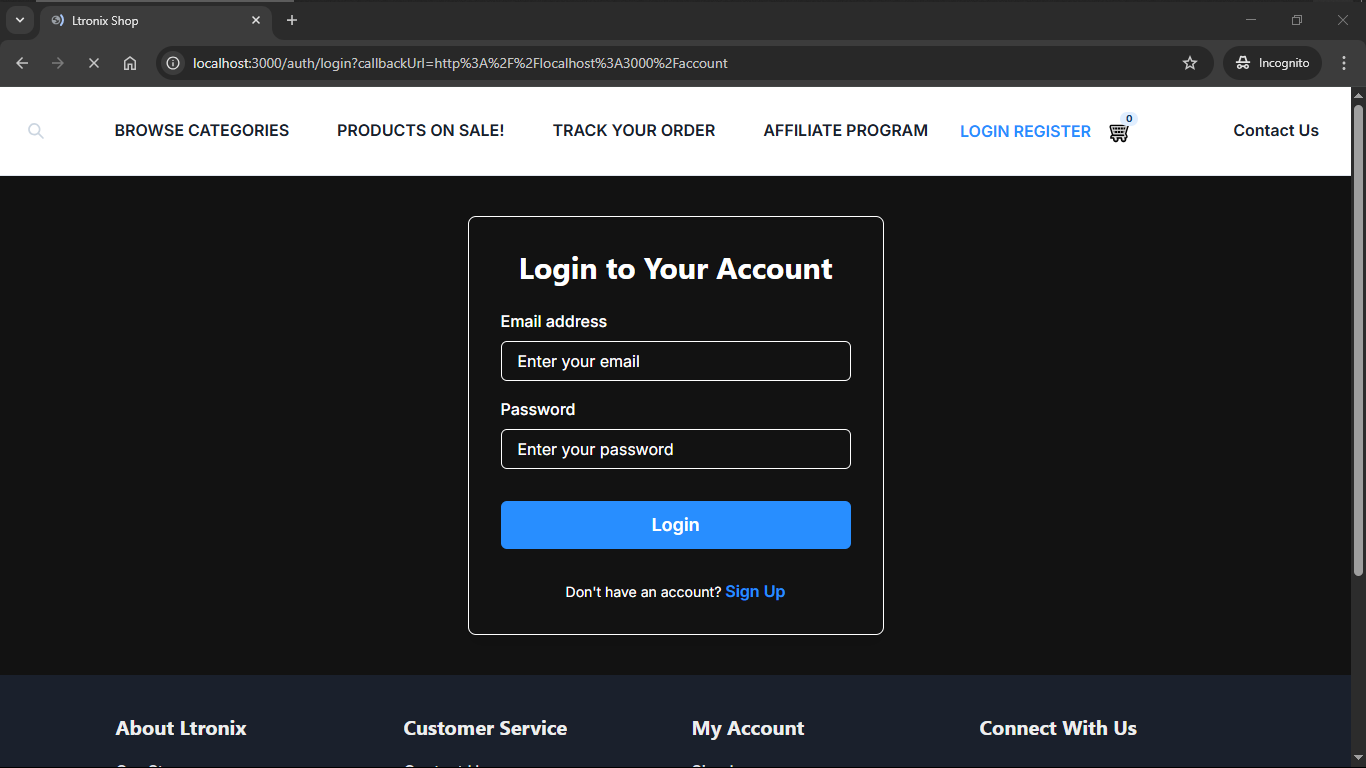 Ltronix Shop
localhost:3000/auth/login?callbackUrl=http%3A%2F%2Flocalhost%3A3000%2Faccount
Incognito
BROWSE CATEGORIES PRODUCTS ON SALE! TRACK YOUR ORDER AFFILIATE PROGRAM LOGIN REGISTER 0 Contact Us
Login to Your Account
Email address
Enter your email
Password
Enter your password
Login
Don't have an account? Sign Up
About Ltronix Customer Service My Account Connect With Us